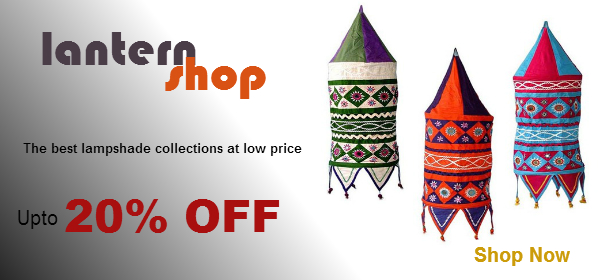 lantern
shop
The best lampshade collections at low price
Upto 20% OFF
Shop Now